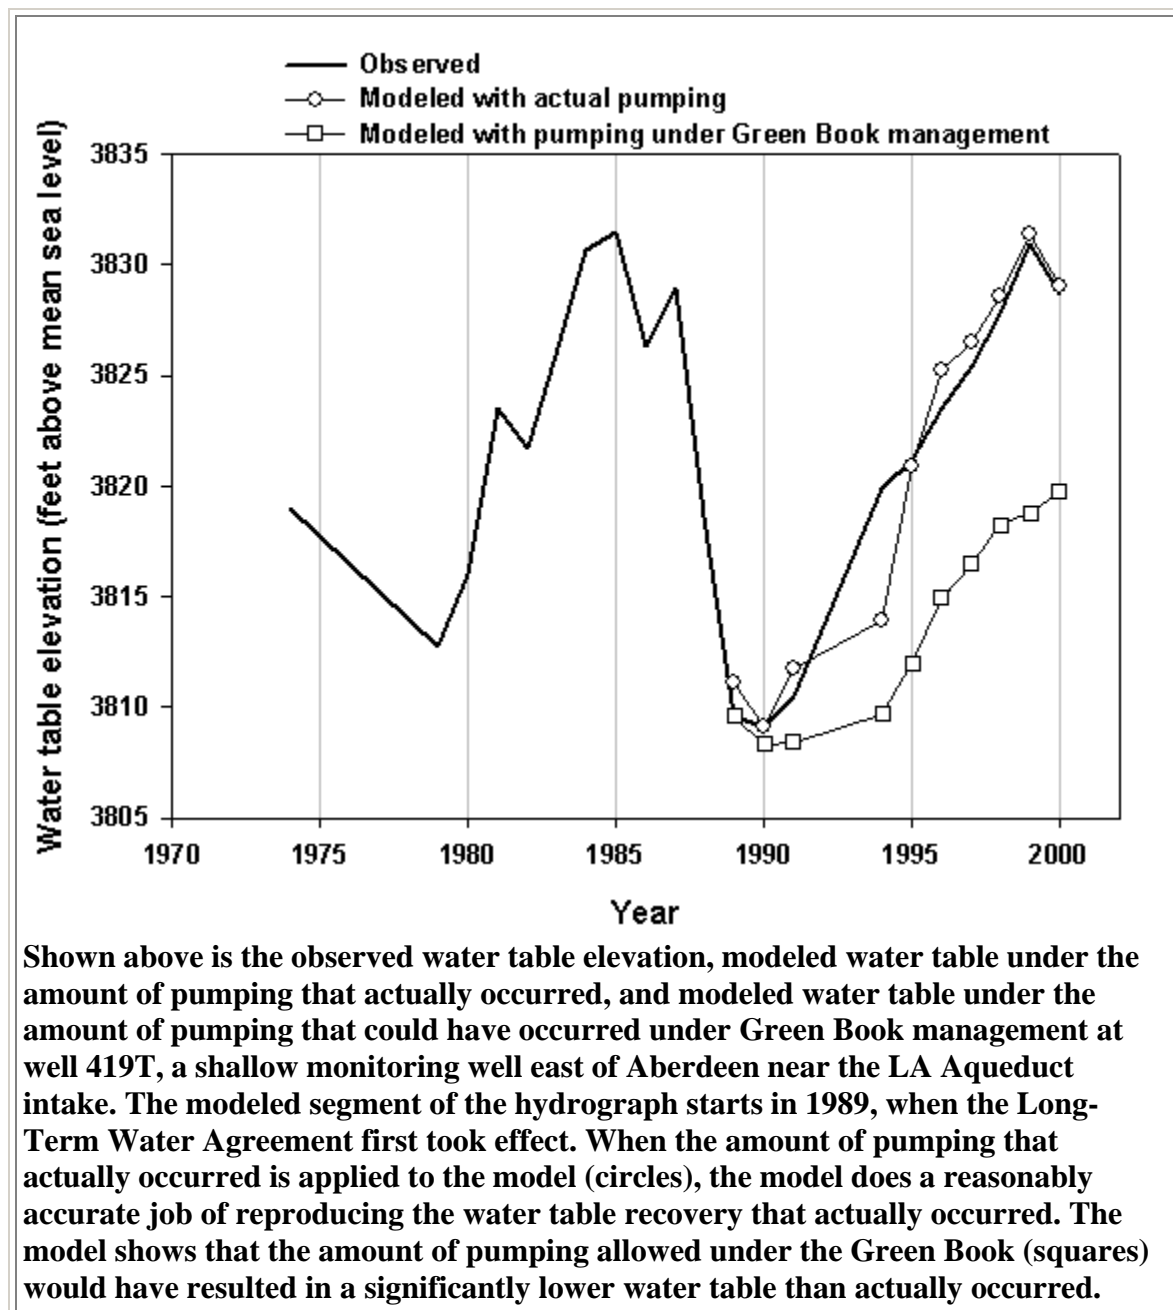 Observed
Modeled with actual pumping
Modeled with pumping under Green Book management
Water table elevation (feet above mean sea level)
3835
3830
3825
3820
3815
3810
3805
1970 1975 1980 1985 1990 1995 2000
Year
Shown above is the observed water table elevation, modeled water table under the
amount of pumping that actually occurred, and modeled water table under the
amount of pumping that could have occurred under Green Book management at
well 419T, a shallow monitoring well east of Aberdeen near the LA Aqueduct
intake. The modeled segment of the hydrograph starts in 1989, when the Long-
Term Water Agreement first took effect. When the amount of pumping that
actually occurred is applied to the model (circles), the model does a reasonably
accurate job of reproducing the water table recovery that actually occurred. The
model shows that the amount of pumping allowed under the Green Book (squares)
would have resulted in a significantly lower water table than actually occurred.